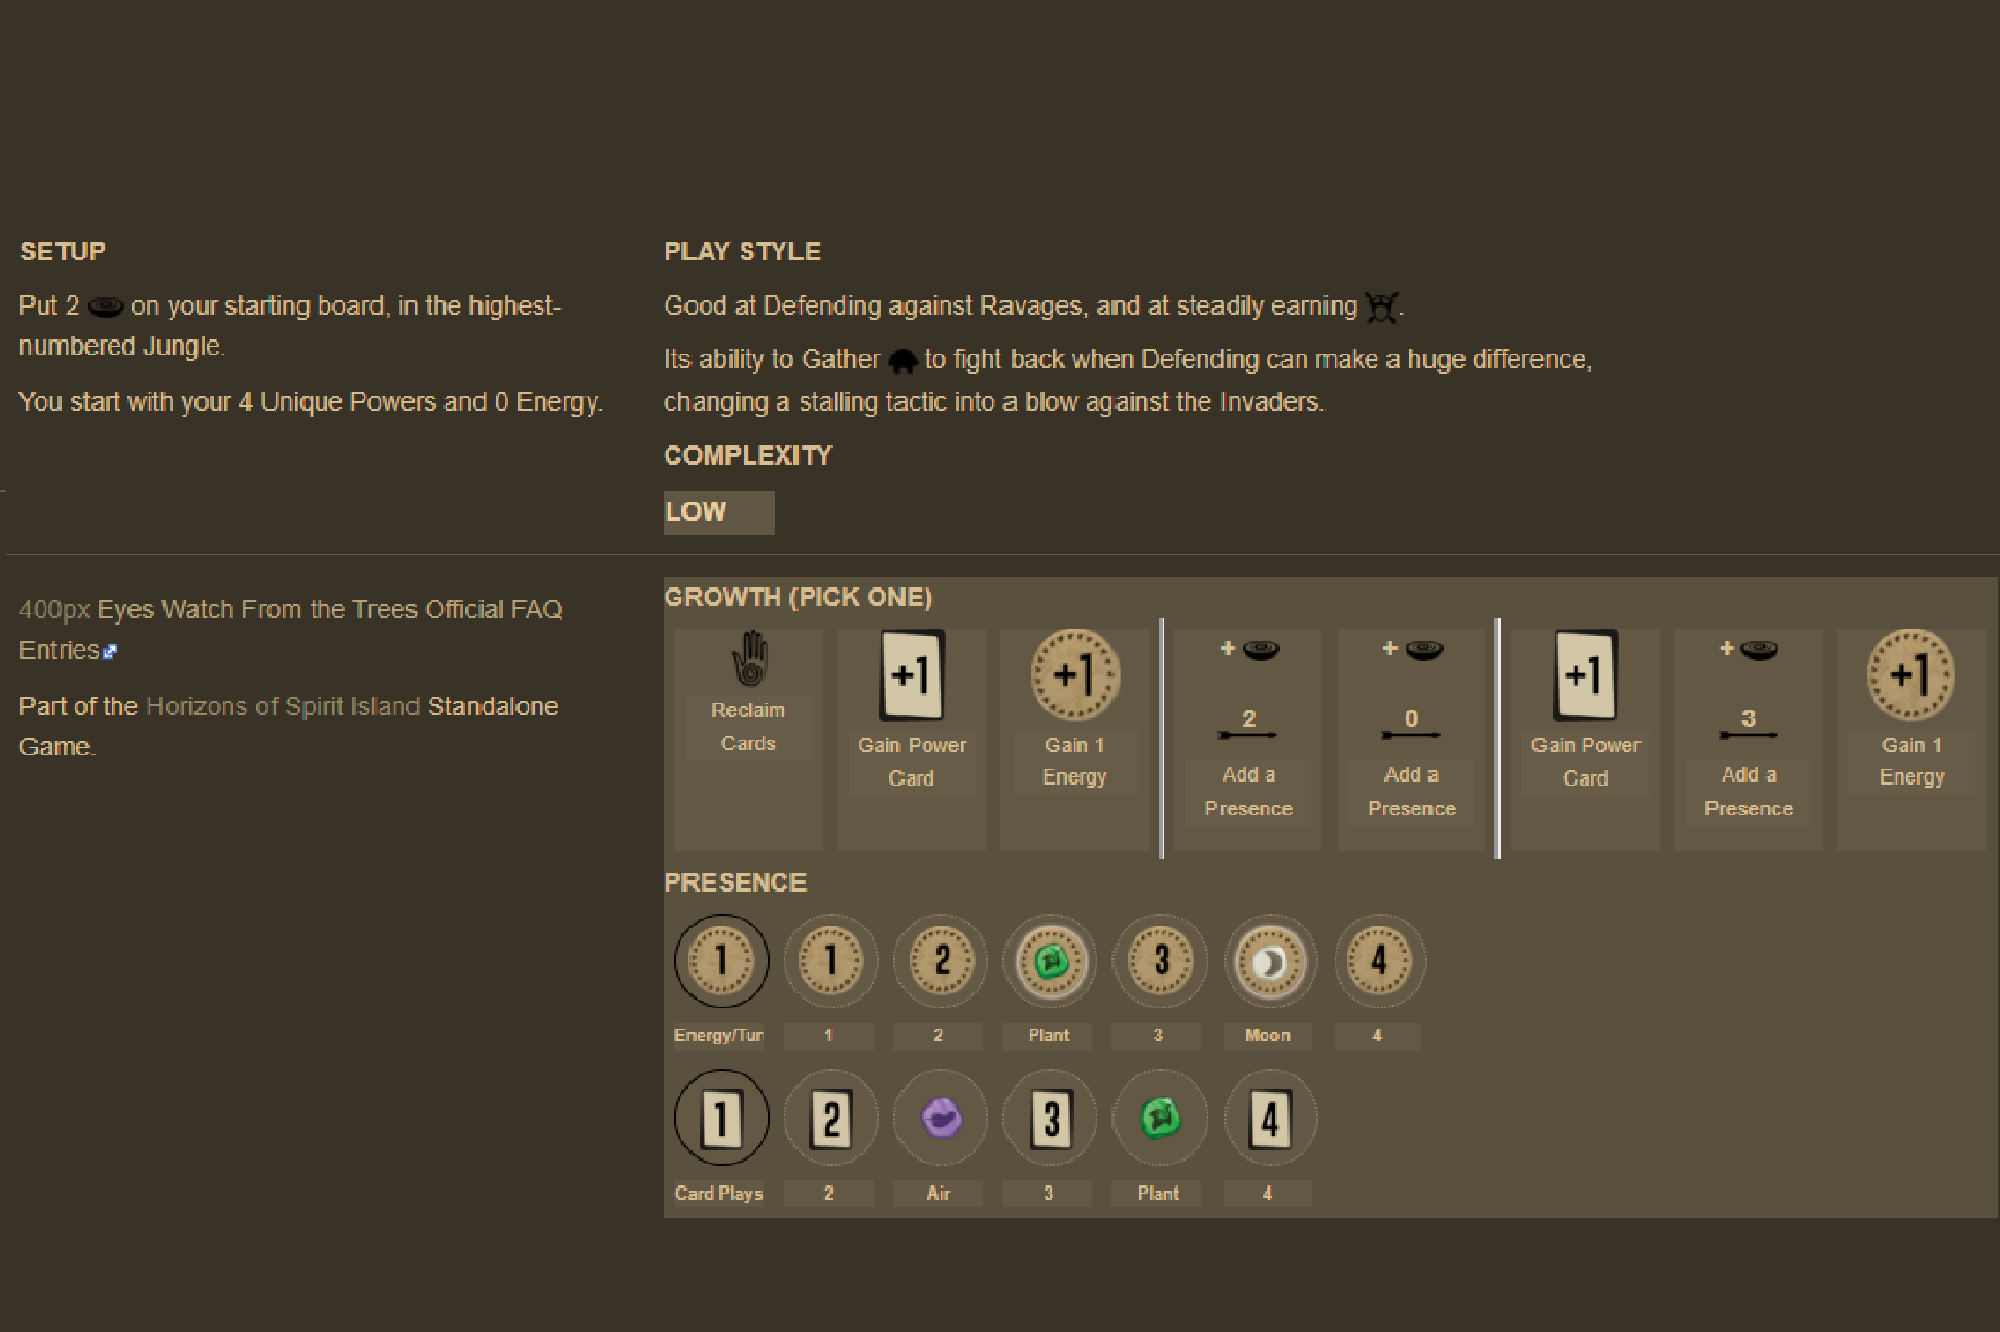 SETUP
Put 2 on your starting board, in the highest-
numbered Jungle.
You start with your 4 Unique Powers and 0 Energy.
PLAY STYLE
Good at Defending against Ravages, and at steadily earning .
Its ability to Gather to fight back when Defending can make a huge difference,
changing a stalling tactic into a blow against the Invaders.
COMPLEXITY
LOW
400px Eyes Watch From the Trees Official FAQ
Entries
Part of the Horizons of Spirit Island Standalone
Game.
GROWTH (PICK ONE)
+1 +1 + + +1 + +1
2 0 3
Reclaim
Cards
Gain Power
Card
Gain 1
Energy
Add a
Presence
Add a
Presence
Gain Power
Card
Add a
Presence
Gain 1
Energy
PRESENCE
1 1 2 3 4
Energy/Tur 1 2 Plant 3 Moon 4
1 2 3 4
Card Plays 2 Air 3 Plant 4